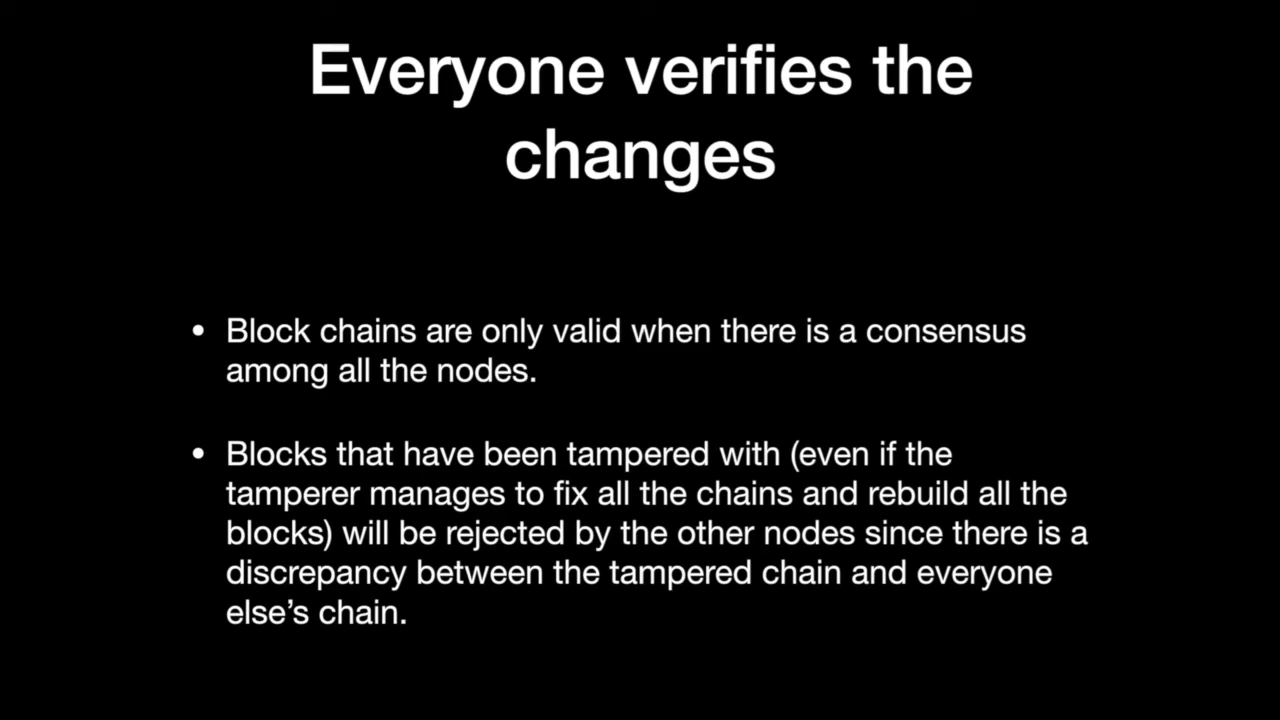 Everyone verifies the
changes
• Block chains are only valid when there is a consensus
among all the nodes.
• Blocks that have been tampered with (even if the
tamperer manages to fix all the chains and rebuild all the
blocks) will be rejected by the other nodes since there is a
discrepancy between the tampered chain and everyone
else’s chain.